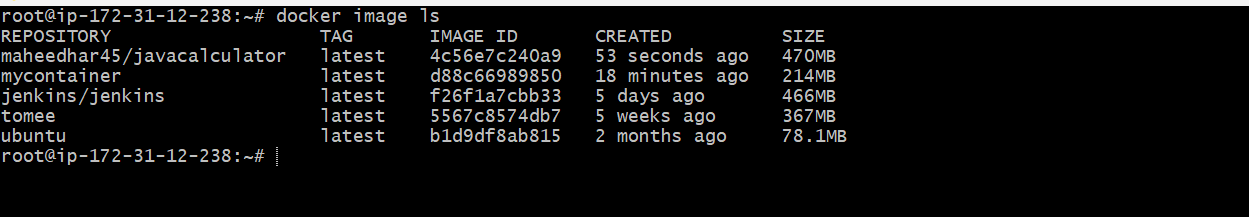 root@ip-172-31-12-238:~# docker image ls
REPOSITORY TAG IMAGE ID CREATED SIZE
maheedhar45/javacalculator latest 4c56e7c240a9 53 seconds ago 470MB
mycontainer latest d88c66989850 18 minutes ago 214MB
jenkins/jenkins latest f26f1a7cbb33 5 days ago 466MB
tomee latest 5567c8574db7 5 weeks ago 367MB
ubuntu latest b1d9df8ab815 2 months ago 78.1MB
root@ip-172-31-12-238:~#